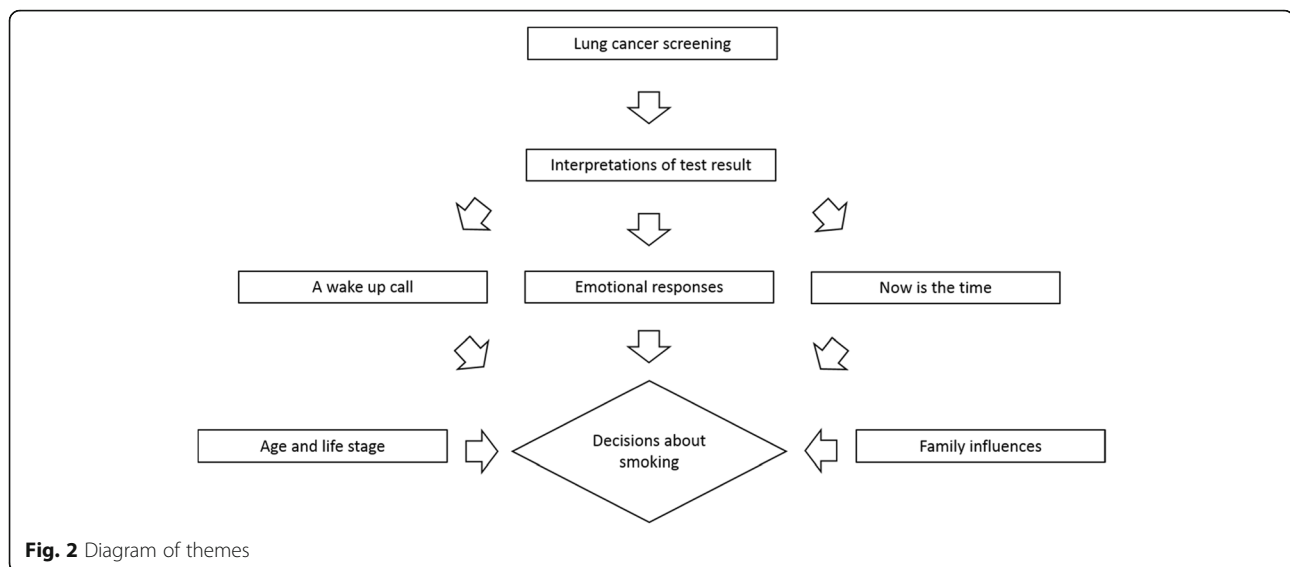 Lung cancer screening
Interpretations of test result
A wake up call
Emotional responses
Now is the time
Age and life stage
Decisions about
smoking
Family influences
Fig. 2 Diagram of themes